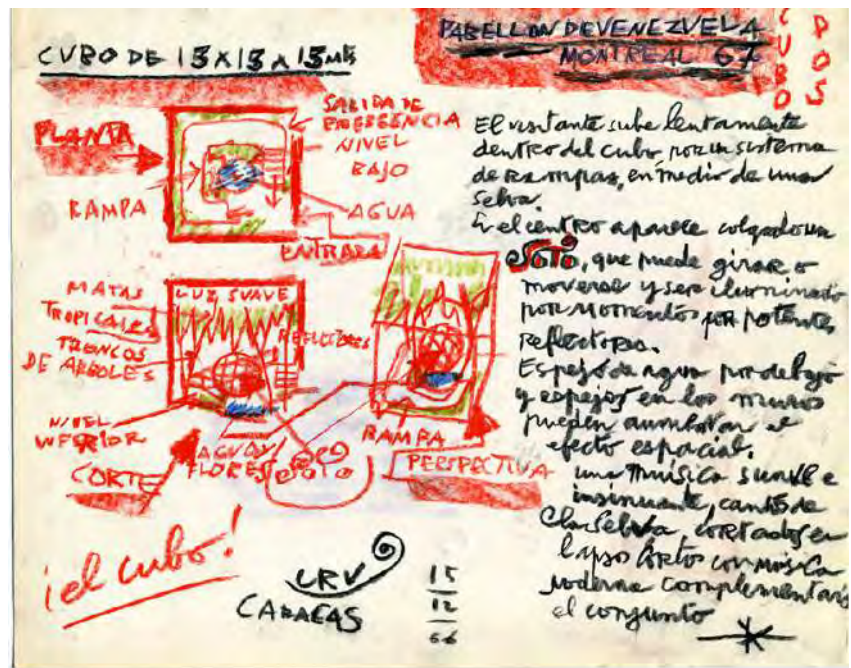 CUBO DE 15 X 15 X 15 Mts
PABELLON DE VENEZUELA
MONTREAL 67
CUBO
POS
PLANTA
RAMPA
SALIDA DE
EMERGENCIA
NIVEL
BAJO
AGUA
ENTRADA
MATAS
TROPICALES
TRONCOS
DE ARBOLES
LUZ SUAVE
REFLECTORES
NIVEL
INFERIOR
CORTE
AGUA Y
FLORES
SOTO
RAMPA
PERSPECTIVA
El visitante sube lentamente
dentro del cubo, por un sistema
de rampas, en medio de una
selva.
En el centro aparece colgado un
SOTO, que puede girar o
moverse y ser iluminado
por momentos por potentes
reflectores.
Espejo de agua por debajo
y espejos en los muros
pueden aumentar el
efecto espacial.
una música suave e
insinuante, cantos de
la selva, cortados en
lapsos cortos con música
moderna complementaria
el conjunto
¡el cubo!
CRV
CARACAS
15
12
66